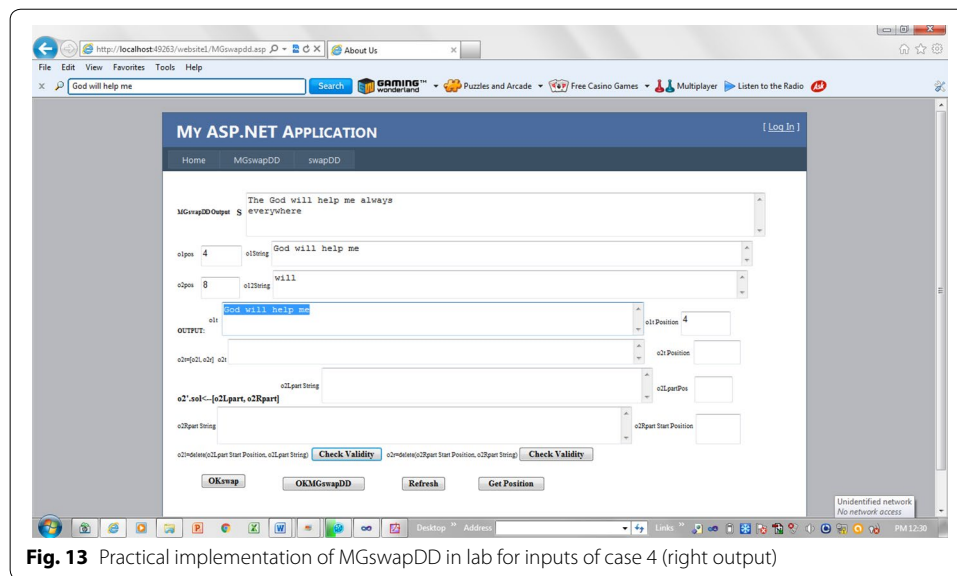 http://localhost:49263/website1/MGswapdd.asp
About Us
File Edit View Favorites Tools Help
God will help me Search GAMING wonderland™ Puzzles and Arcade Free Casino Games Multiplayer Listen to the Radio Ask
MY ASP.NET APPLICATION [ Log In ]
Home MGswapDD swapDD
MGswapDD Output S The God will help me always
everywhere
o1pos 4 o1String God will help me
o2pos 8 o12String will
OUTPUT: o1t God will help me o1t Position 4
o2t=[o2l, o2r] o2t o2t Position
o2'.sol<--[o2Lpart, o2Rpart] o2Lpart String o2LpartPos
o2Rpart String o2Rpart Start Position
o2l=delete(o2Lpart Start Position, o2Lpart String) Check Validity o2r=delete(o2Rpart Start Position, o2Rpart String) Check Validity
OKswap OKMGswapDD Refresh Get Position
Unidentified network
No network access
Desktop » Address Links » PM 12:30
Fig. 13 Practical implementation of MGswapDD in lab for inputs of case 4 (right output)